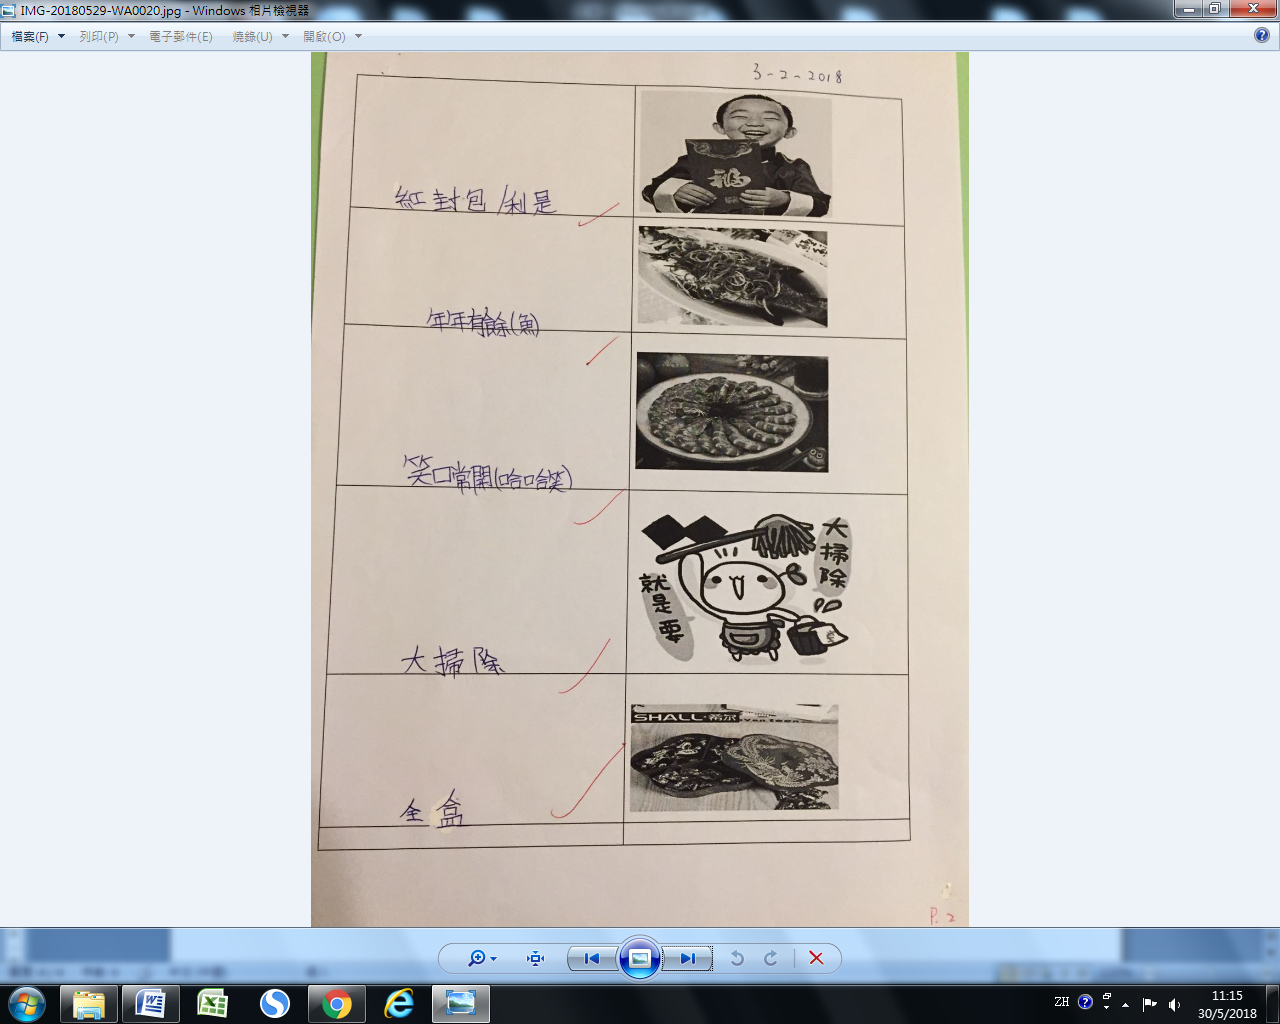 IMG-20180529-WA0020.jpg - Windows 相片檢視器
檔案(F) 列印(P) 電子郵件(E) 燒錄(U) 開啟(O)
3-2-2018
福
紅封包/利是
年年有餘(魚)
笑口常開(哈哈笑)
大掃除
就是要
大掃除
SHALL·希尔
全盒
P.2
ZH
11:15
30/5/2018